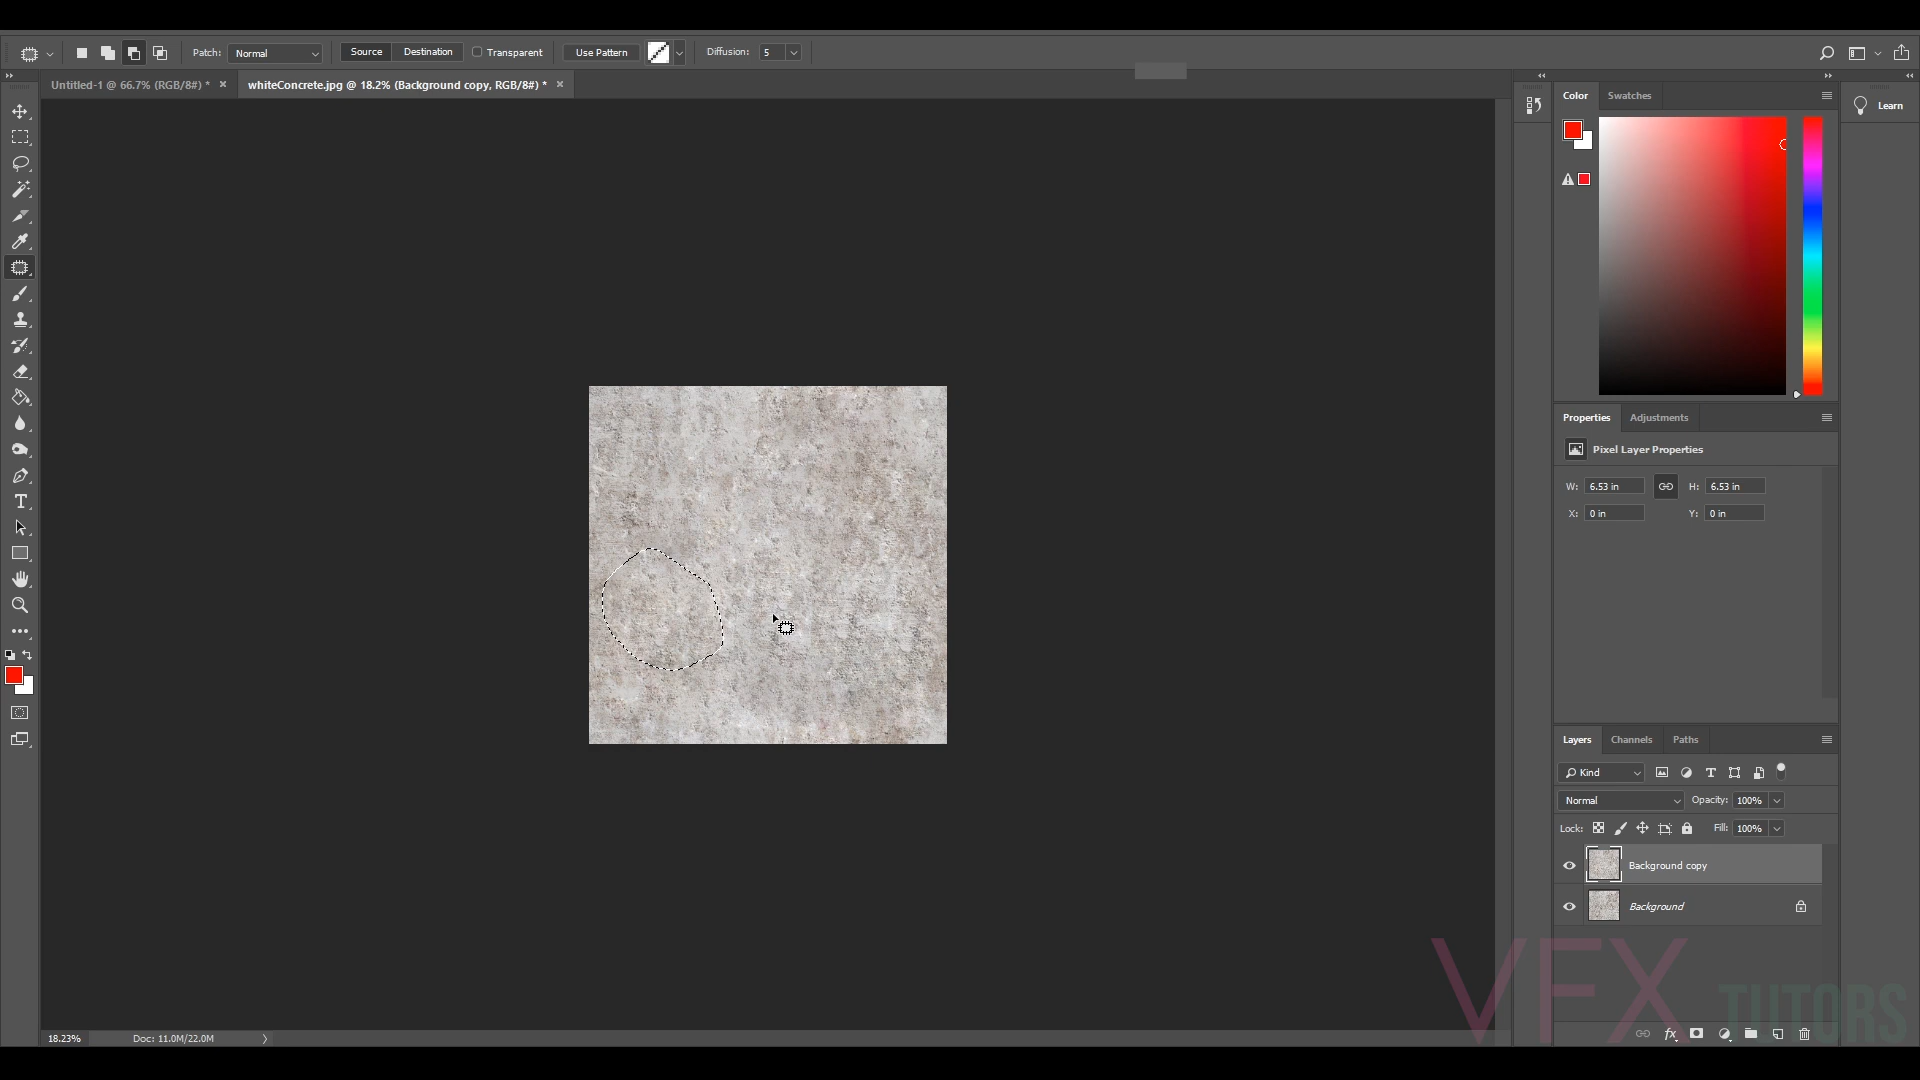 Patch: Normal Source Destination Transparent Use Pattern Diffusion: 5
Untitled-1 @ 66.7% (RGB/8#) * × whiteConcrete.jpg @ 18.2% (Background copy, RGB/8#) * ×
Color Swatches
Learn
Properties Adjustments
Pixel Layer Properties
W: 6.53 in H: 6.53 in
X: 0 in Y: 0 in
Layers Channels Paths
Kind
Normal Opacity: 100%
Lock: Fill: 100%
Background copy
Background
VFX TUTORS
fx
18.23% Doc: 11.0M/22.0M